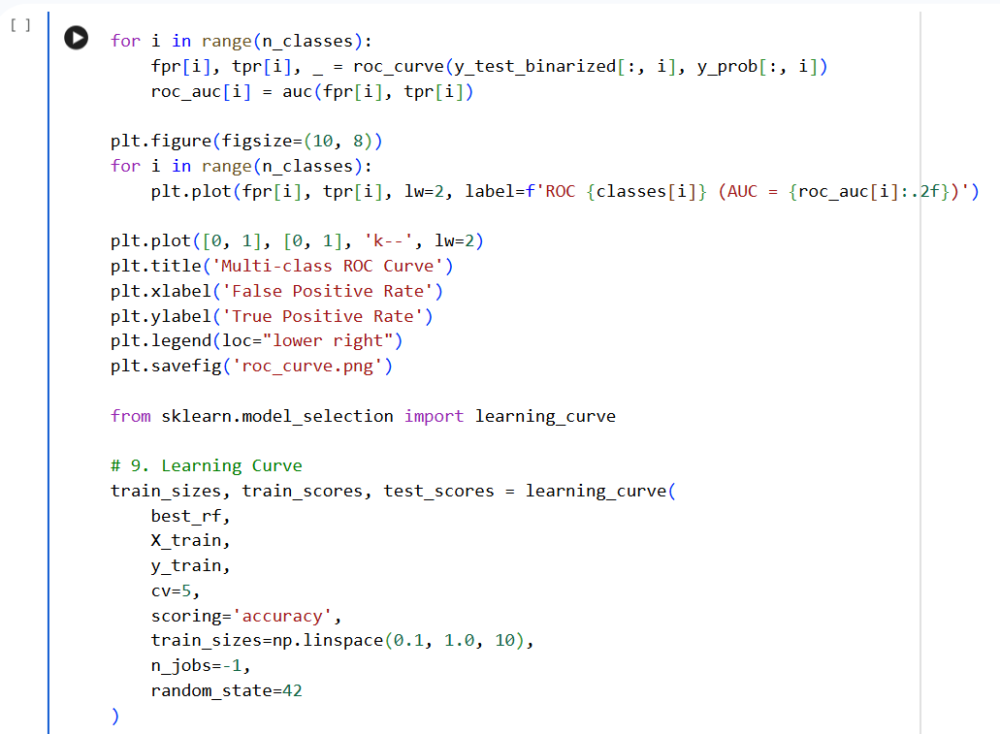 [ ]
for i in range(n_classes):
    fpr[i], tpr[i], _ = roc_curve(y_test_binarized[:, i], y_prob[:, i])
    roc_auc[i] = auc(fpr[i], tpr[i])

plt.figure(figsize=(10, 8))
for i in range(n_classes):
    plt.plot(fpr[i], tpr[i], lw=2, label=f'ROC {classes[i]} (AUC = {roc_auc[i]:.2f})')

plt.plot([0, 1], [0, 1], 'k--', lw=2)
plt.title('Multi-class ROC Curve')
plt.xlabel('False Positive Rate')
plt.ylabel('True Positive Rate')
plt.legend(loc="lower right")
plt.savefig('roc_curve.png')

from sklearn.model_selection import learning_curve

# 9. Learning Curve
train_sizes, train_scores, test_scores = learning_curve(
    best_rf,
    X_train,
    y_train,
    cv=5,
    scoring='accuracy',
    train_sizes=np.linspace(0.1, 1.0, 10),
    n_jobs=-1,
    random_state=42
)